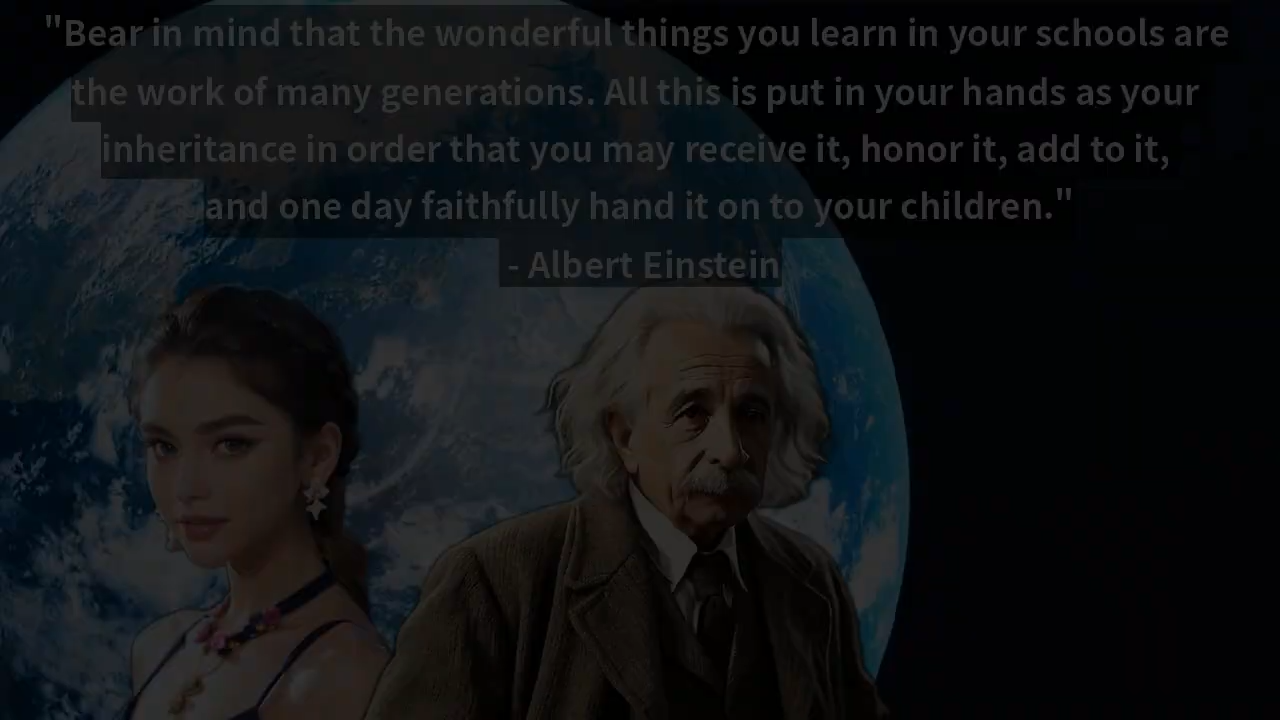 "Bear in mind that the wonderful things you learn in your schools are
the work of many generations. All this is put in your hands as your
inheritance in order that you may receive it, honor it, add to it,
and one day faithfully hand it on to your children."
- Albert Einstein